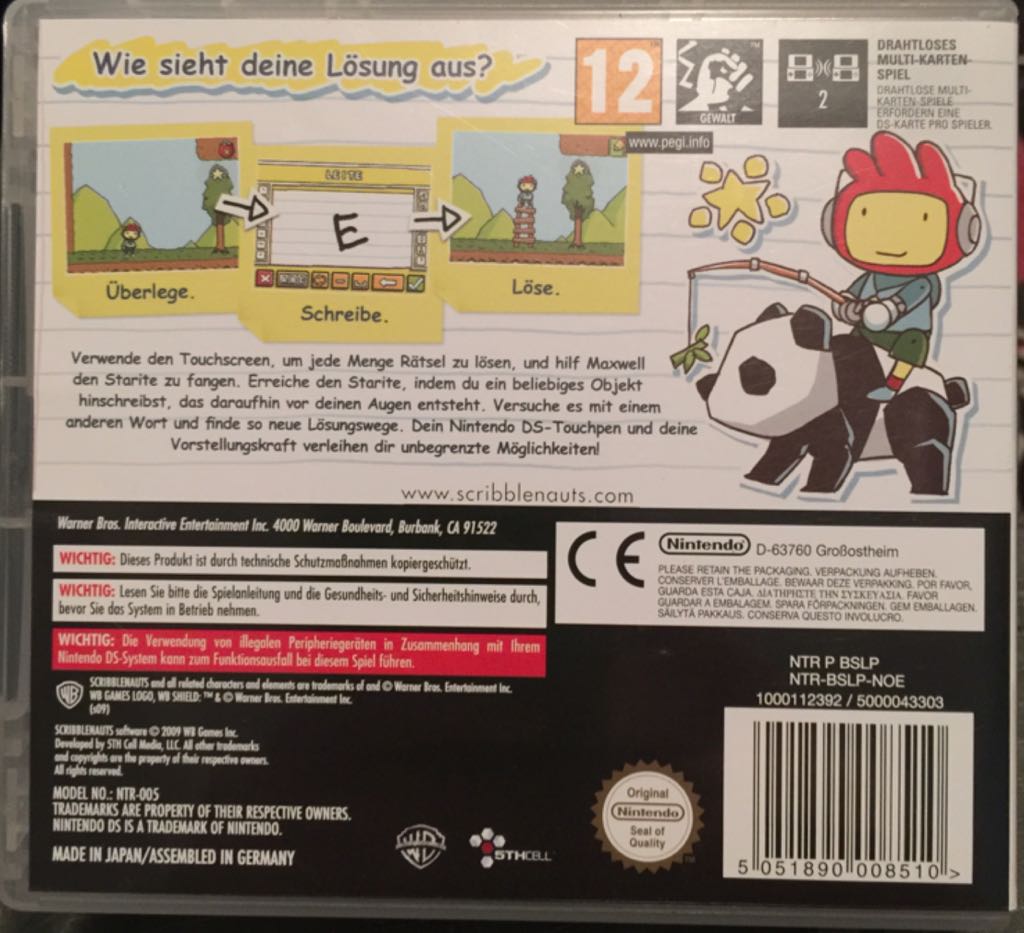 Wie sieht deine Lösung aus?
12
GEWALT
www.pegi.info
2
DRAHTLOSES
MULTI-KARTEN-
SPIEL
DRAHTLOSE MULTI-
KARTEN SPIELE
ERFORDERN EINE
DS-KARTE PRO SPIELER.
Überlege.
LEITE
E
Schreibe.
Löse.
Verwende den Touchscreen, um jede Menge Rätsel zu lösen, und hilf Maxwell
den Starite zu fangen. Erreiche den Starite, indem du ein beliebiges Objekt
hinschreibst, das daraufhin vor deinen Augen entsteht. Versuche es mit einem
anderen Wort und finde so neue Lösungswege. Dein Nintendo DS-Touchpen und deine
Vorstellungskraft verleihen dir unbegrenzte Möglichkeiten!
www.scribblenauts.com
Warner Bros. Interactive Entertainment Inc. 4000 Warner Boulevard, Burbank, CA 91522
WICHTIG: Dieses Produkt ist durch technische Schutzmaßnahmen kopiergeschützt.
WICHTIG: Lesen Sie bitte die Spielanleitung und die Gesundheits- und Sicherheitshinweise durch,
bevor Sie das System in Betrieb nehmen.
WICHTIG: Die Verwendung von illegalen Peripheriegeräten in Zusammenhang mit Ihrem
Nintendo DS-System kann zum Funktionsausfall bei diesem Spiel führen.
WB
SCRIBBLENAUTS and all related characters and elements are trademarks of and © Warner Bros. Entertainment Inc.
WB GAMES LOGO, WB SHIELD: ™ & © Warner Bros. Entertainment Inc.
(s09)
SCRIBBLENAUTS software © 2009 WB Games Inc.
Developed by 5TH Cell Media, LLC. All other trademarks
and copyrights are the property of their respective owners.
All rights reserved.
MODEL NO.: NTR-005
TRADEMARKS ARE PROPERTY OF THEIR RESPECTIVE OWNERS.
NINTENDO DS IS A TRADEMARK OF NINTENDO.
MADE IN JAPAN/ASSEMBLED IN GERMANY
5THCELL
CE
Nintendo D-63760 Großostheim
PLEASE RETAIN THE PACKAGING. VERPACKUNG AUFHEBEN.
CONSERVER L'EMBALLAGE. BEWAAR DEZE VERPAKKING. POR FAVOR,
GUARDA ESTA CAJA. ΔΙΑΤΗΡΗΣΤΕ ΤΗΝ ΣΥΣΚΕΥΑΣΙΑ. FAVOR
GUARDAR A EMBALAGEM. SPARA FÖRPACKNINGEN. GEM EMBALLAGEN.
SÄILYTÄ PAKKAUS. CONSERVA QUESTO INVOLUCRO.
NTR P BSLP
NTR-BSLP-NOE
1000112392 / 5000043303
Original
Nintendo
Seal of
Quality
5 051890 008510 >